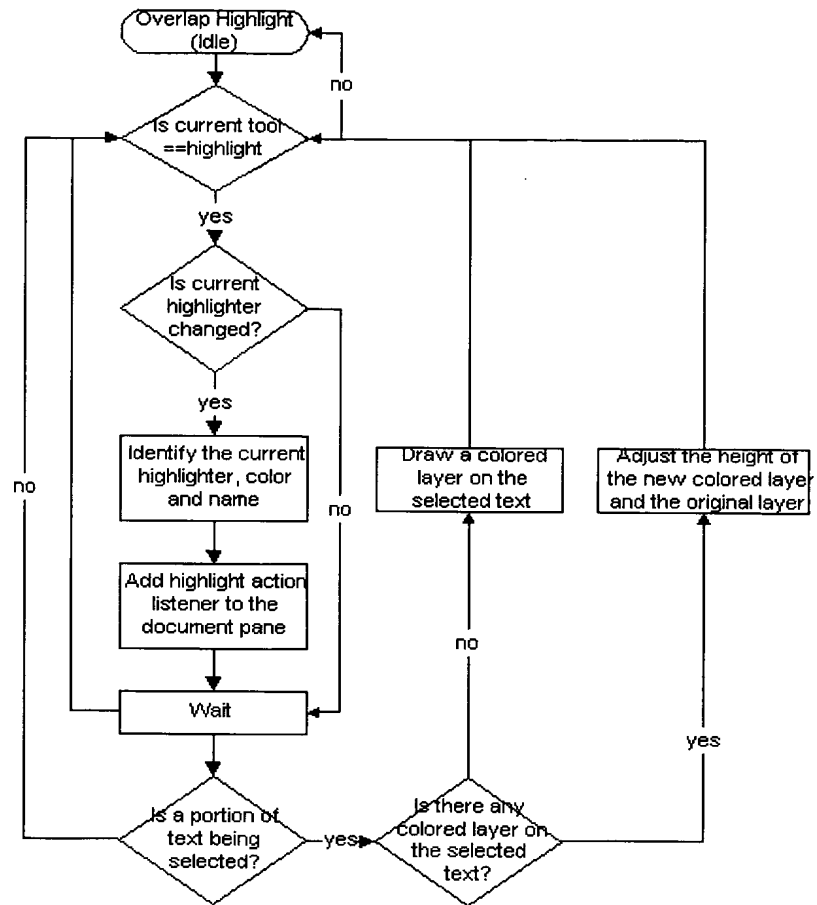 Overlap Highlight
(Idle)
no
Is current tool
==highlight
yes
Is current
highlighter
changed?
yes
Identify the current
highlighter, color
and name
Draw a colored
layer on the
selected text
Adjust the height of
the new colored layer
and the original layer
no
no
Add highlight action
listener to the
document pane
no
Wait
yes
Is a portion of
text being
selected?
yes
Is there any
colored layer on
the selected
text?